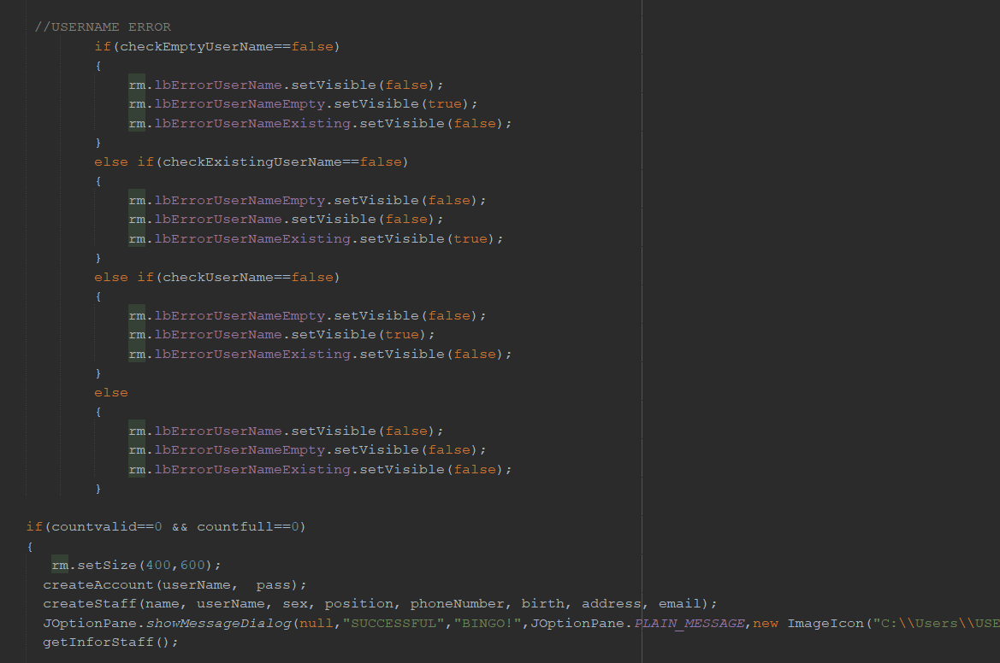 //USERNAME ERROR
if(checkEmptyUserName==false)
{
rm.lbErrorUserName.setVisible(false);
rm.lbErrorUserNameEmpty.setVisible(true);
rm.lbErrorUserNameExisting.setVisible(false);
}
else if(checkExistingUserName==false)
{
rm.lbErrorUserNameEmpty.setVisible(false);
rm.lbErrorUserName.setVisible(false);
rm.lbErrorUserNameExisting.setVisible(true);
}
else if(checkUserName==false)
{
rm.lbErrorUserNameEmpty.setVisible(false);
rm.lbErrorUserName.setVisible(true);
rm.lbErrorUserNameExisting.setVisible(false);
}
else
{
rm.lbErrorUserName.setVisible(false);
rm.lbErrorUserNameEmpty.setVisible(false);
rm.lbErrorUserNameExisting.setVisible(false);
}
if(countvalid==0 && countfull==0)
{
rm.setSize(400,600);
createAccount(userName,  pass);
createStaff(name, userName, sex, position, phoneNumber, birth, address, email);
JOptionPane.showMessageDialog(null,"SUCCESSFUL","BINGO!",JOptionPane.PLAIN_MESSAGE,new ImageIcon("C:\\Users\\USE
getInforStaff();